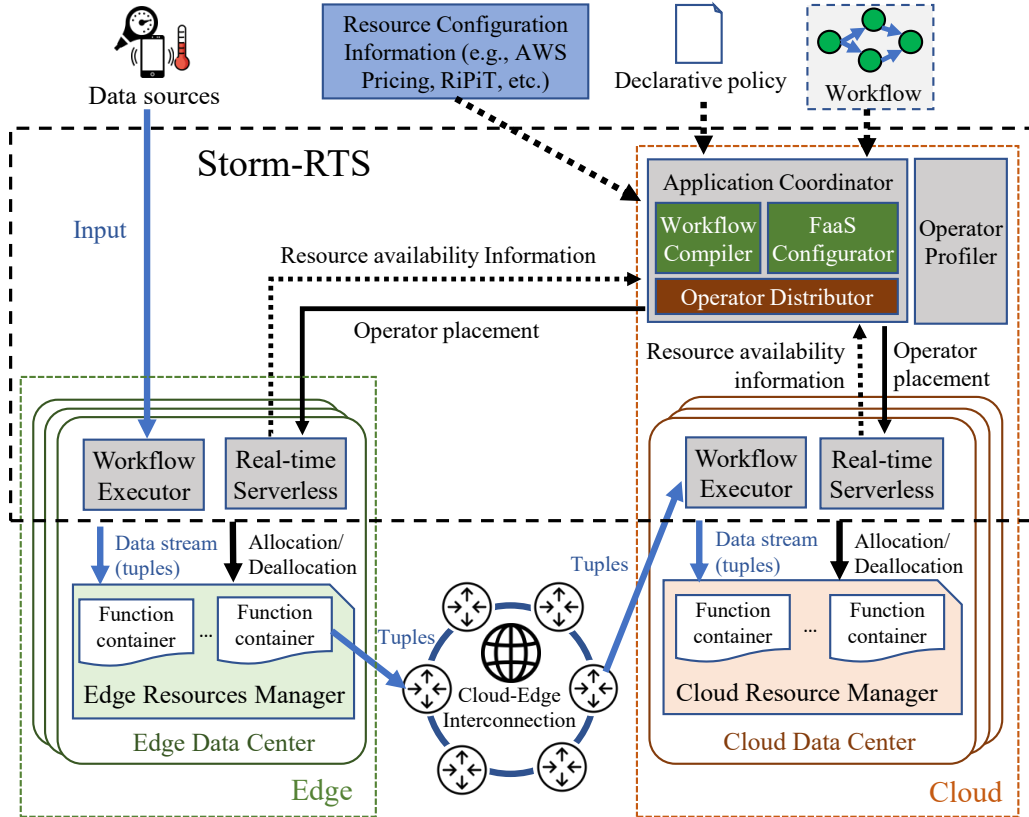 Data sources
Resource Configuration
Information (e.g., AWS
Pricing, RiPiT, etc.)
Declarative policy
Workflow
Storm-RTS
Input
Application Coordinator
Workflow
Compiler
FaaS
Configurator
Operator Distributor
Operator
Profiler
Resource availability Information
Operator placement
Resource availability
information
Operator
placement
Workflow
Executor
Real-time
Serverless
Workflow
Executor
Real-time
Serverless
Data stream
(tuples)
Allocation/
Deallocation
Tuples
Data stream
(tuples)
Allocation/
Deallocation
Function
container
...
Function
container
Edge Resources Manager
Edge Data Center
Edge
Tuples
Cloud-Edge
Interconnection
Function
container
...
Function
container
Cloud Resource Manager
Cloud Data Center
Cloud